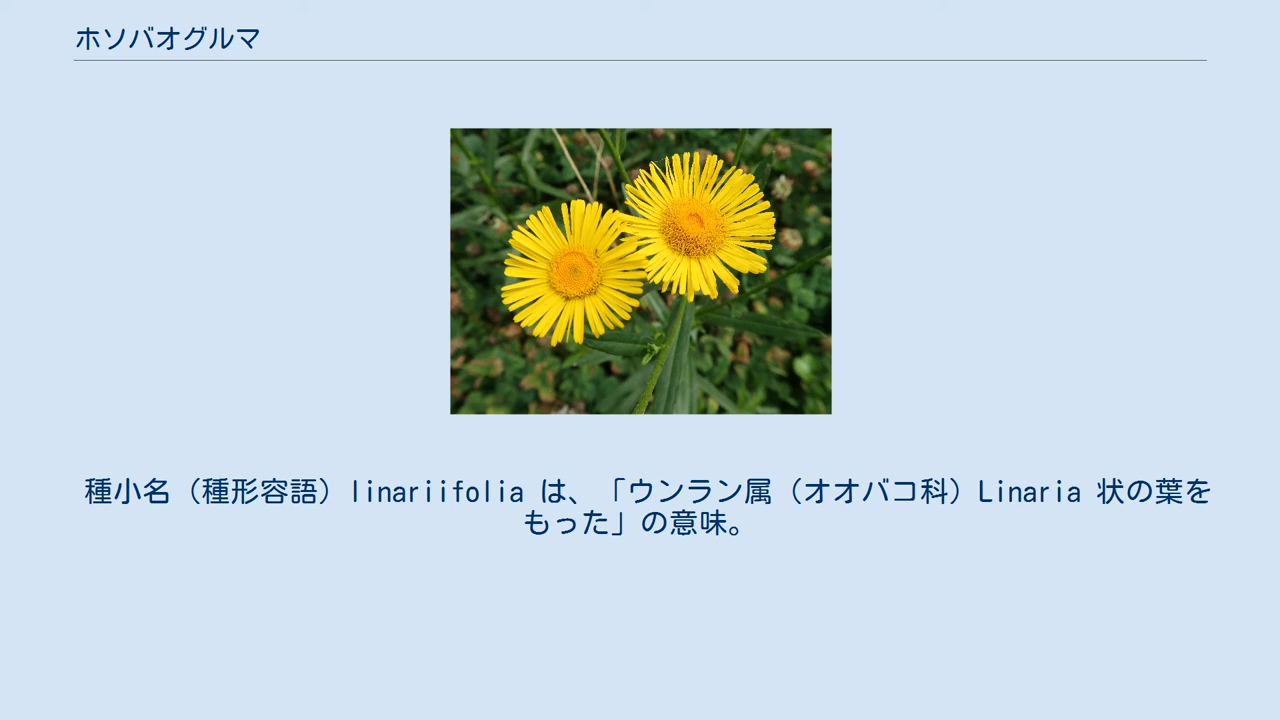 ホソバオグルマ
種小名（種形容語）linariifolia は、「ウンラン属（オオバコ科）Linaria 状の葉を
もった」の意味。